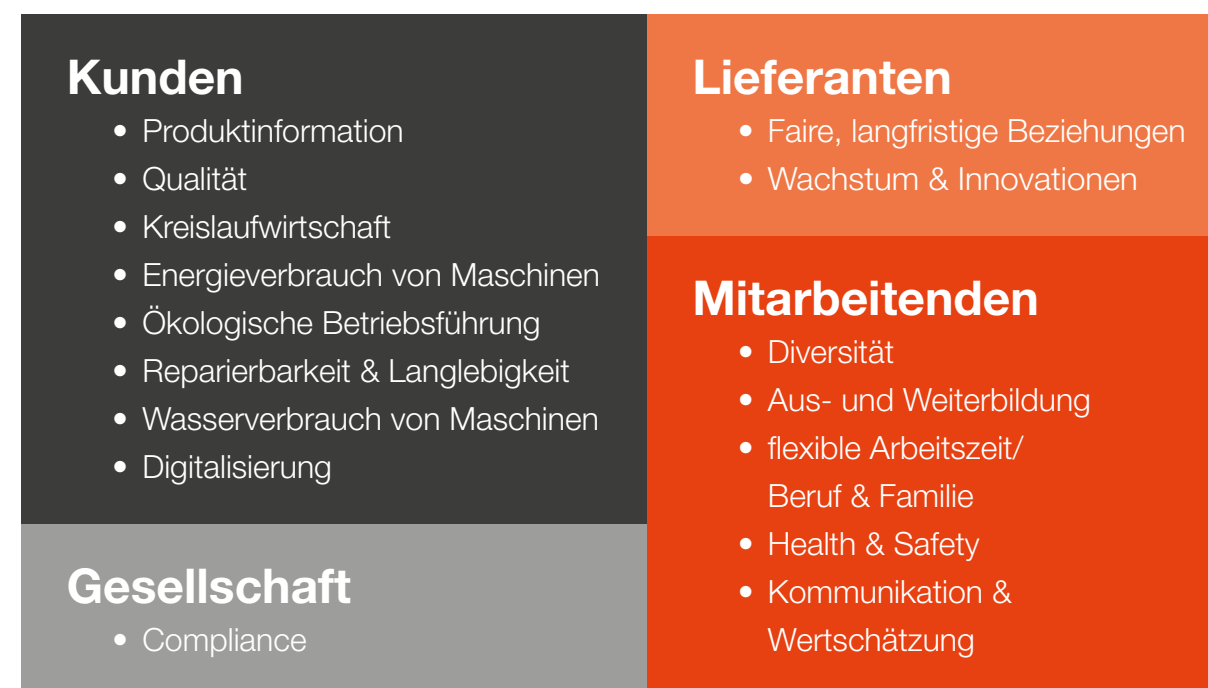 Kunden
• Produktinformation
• Qualität
• Kreislaufwirtschaft
• Energieverbrauch von Maschinen
• Ökologische Betriebsführung
• Reparierbarkeit & Langlebigkeit
• Wasserverbrauch von Maschinen
• Digitalisierung
Gesellschaft
• Compliance
Lieferanten
• Faire, langfristige Beziehungen
• Wachstum & Innovationen
Mitarbeitenden
• Diversität
• Aus- und Weiterbildung
• flexible Arbeitszeit/
Beruf & Familie
• Health & Safety
• Kommunikation &
Wertschätzung